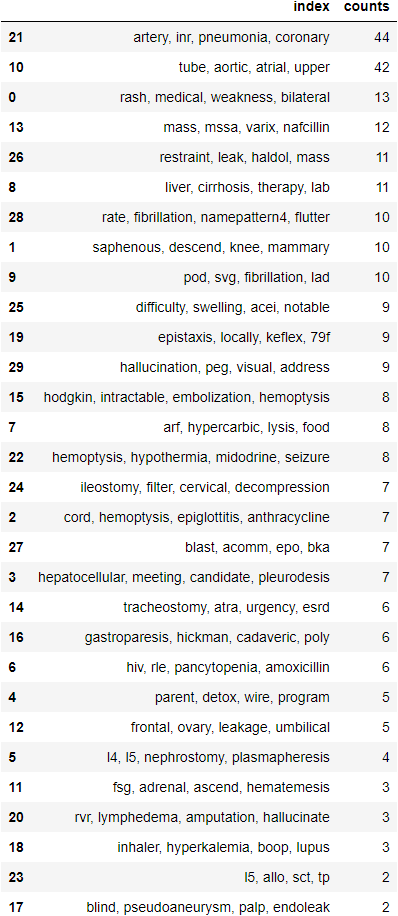 index counts
21 artery, inr, pneumonia, coronary 44
10 tube, aortic, atrial, upper 42
0 rash, medical, weakness, bilateral 13
13 mass, mssa, varix, nafcillin 12
26 restraint, leak, haldol, mass 11
8 liver, cirrhosis, therapy, lab 11
28 rate, fibrillation, namepattern4, flutter 10
1 saphenous, descend, knee, mammary 10
9 pod, svg, fibrillation, lad 10
25 difficulty, swelling, acei, notable 9
19 epistaxis, locally, keflex, 79f 9
29 hallucination, peg, visual, address 9
15 hodgkin, intractable, embolization, hemoptysis 8
7 arf, hypercarbic, lysis, food 8
22 hemoptysis, hypothermia, midodrine, seizure 8
24 ileostomy, filter, cervical, decompression 7
2 cord, hemoptysis, epiglottitis, anthracycline 7
27 blast, acomm, epo, bka 7
3 hepatocellular, meeting, candidate, pleurodesis 7
14 tracheostomy, atra, urgency, esrd 6
16 gastroparesis, hickman, cadaveric, poly 6
6 hiv, rle, pancytopenia, amoxicillin 6
4 parent, detox, wire, program 5
12 frontal, ovary, leakage, umbilical 5
5 l4, l5, nephrostomy, plasmapheresis 4
11 fsg, adrenal, ascend, hematemesis 3
20 rvr, lymphedema, amputation, hallucinate 3
18 inhaler, hyperkalemia, boop, lupus 3
23 l5, allo, sct, tp 2
17 blind, pseudoaneurysm, palp, endoleak 2